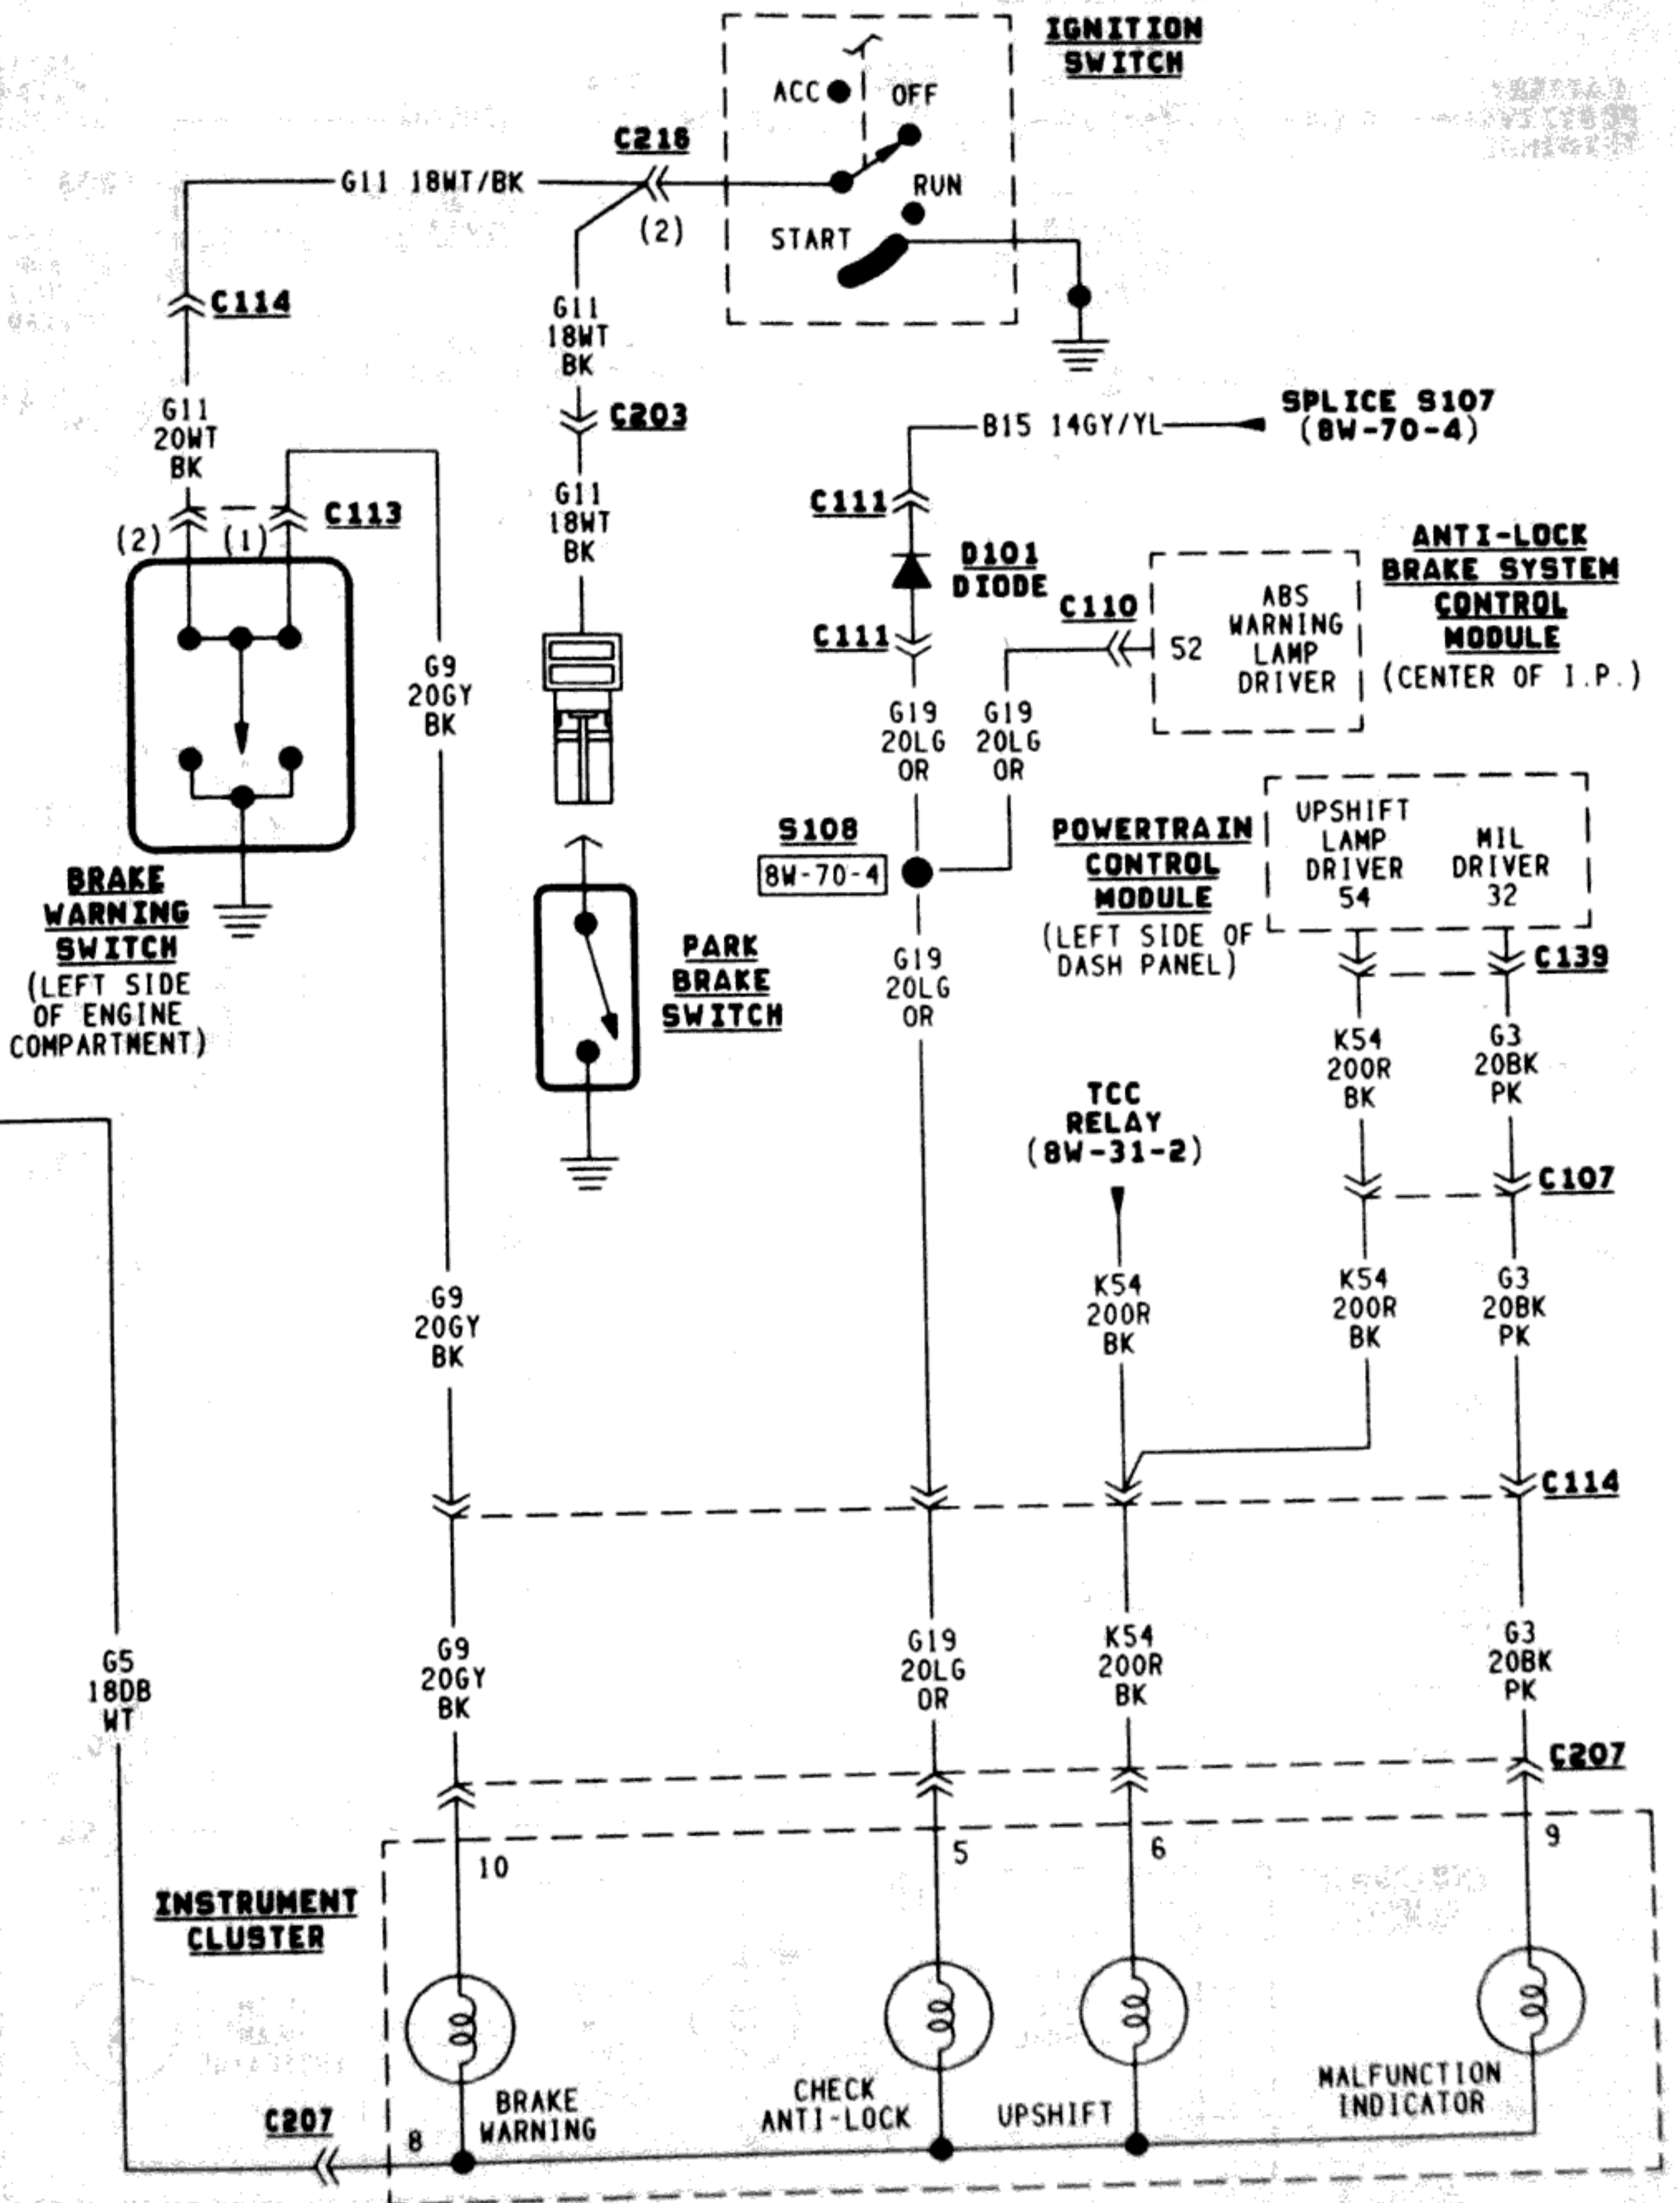 IGNITION
SWITCH
ACC
OFF
C216
G11 18WT/BK
RUN
(2)
START
C114
G11
18WT
BK
C203
SPLICE S107
(8W-70-4)
B15 14GY/YL
G11
20WT
BK
G11
18WT
BK
C111
C113
(2)
(1)
D101
DIODE
ANTI-LOCK
BRAKE SYSTEM
CONTROL
MODULE
(CENTER OF I.P.)
C110
ABS
WARNING
LAMP
DRIVER
52
C111
G9
20GY
BK
G19
20LG
OR
G19
20LG
OR
S108
8W-70-4
POWERTRAIN
CONTROL
MODULE
(LEFT SIDE OF
DASH PANEL)
UPSHIFT
LAMP
DRIVER
54
MIL
DRIVER
32
BRAKE
WARNING
SWITCH
(LEFT SIDE
OF ENGINE
COMPARTMENT)
PARK
BRAKE
SWITCH
G19
20LG
OR
C139
K54
20OR
BK
G3
20BK
PK
TCC
RELAY
(8W-31-2)
C107
G9
20GY
BK
K54
20OR
BK
K54
20OR
BK
G3
20BK
PK
C114
G5
18DB
WT
G9
20GY
BK
G19
20LG
OR
K54
20OR
BK
G3
20BK
PK
C207
10
5
6
9
INSTRUMENT
CLUSTER
BRAKE
WARNING
CHECK
ANTI-LOCK
UPSHIFT
MALFUNCTION
INDICATOR
C207
8